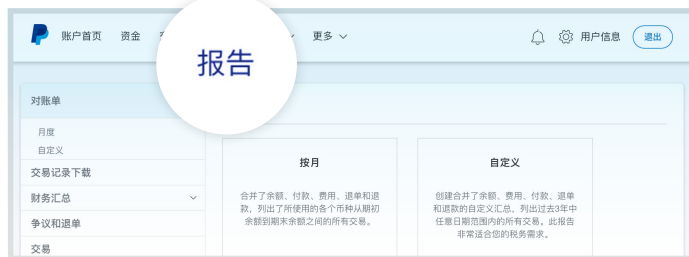 账户首页 资金 报告 更多 用户信息 退出
对账单
月度
自定义
交易记录下载
财务汇总
争议和退单
交易
按月
合并了余额、付款、费用、退单和退
款，列出了所使用的各个币种从期初
余额到期末余额之间的所有交易。
自定义
创建合并了余额、费用、付款、退单
和退款的自定义汇总，列出过去3年中
任意日期范围内的所有交易。此报告
非常适合您的税务需求。